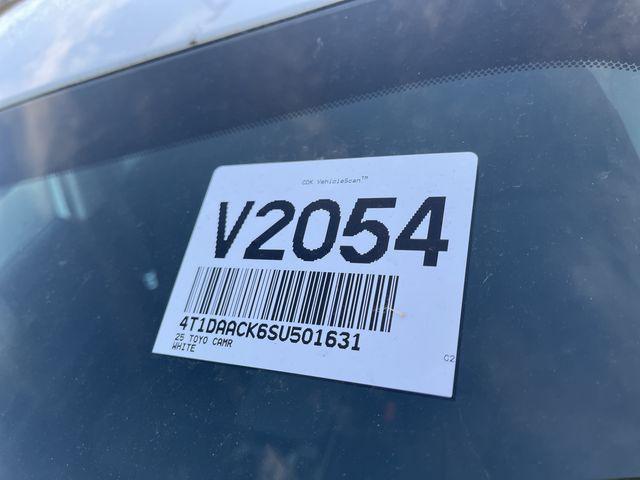 CDK VehicleScan™
V2054
4T1DAACK6SU501631
25 TOYO CAMR
WHITE
C2